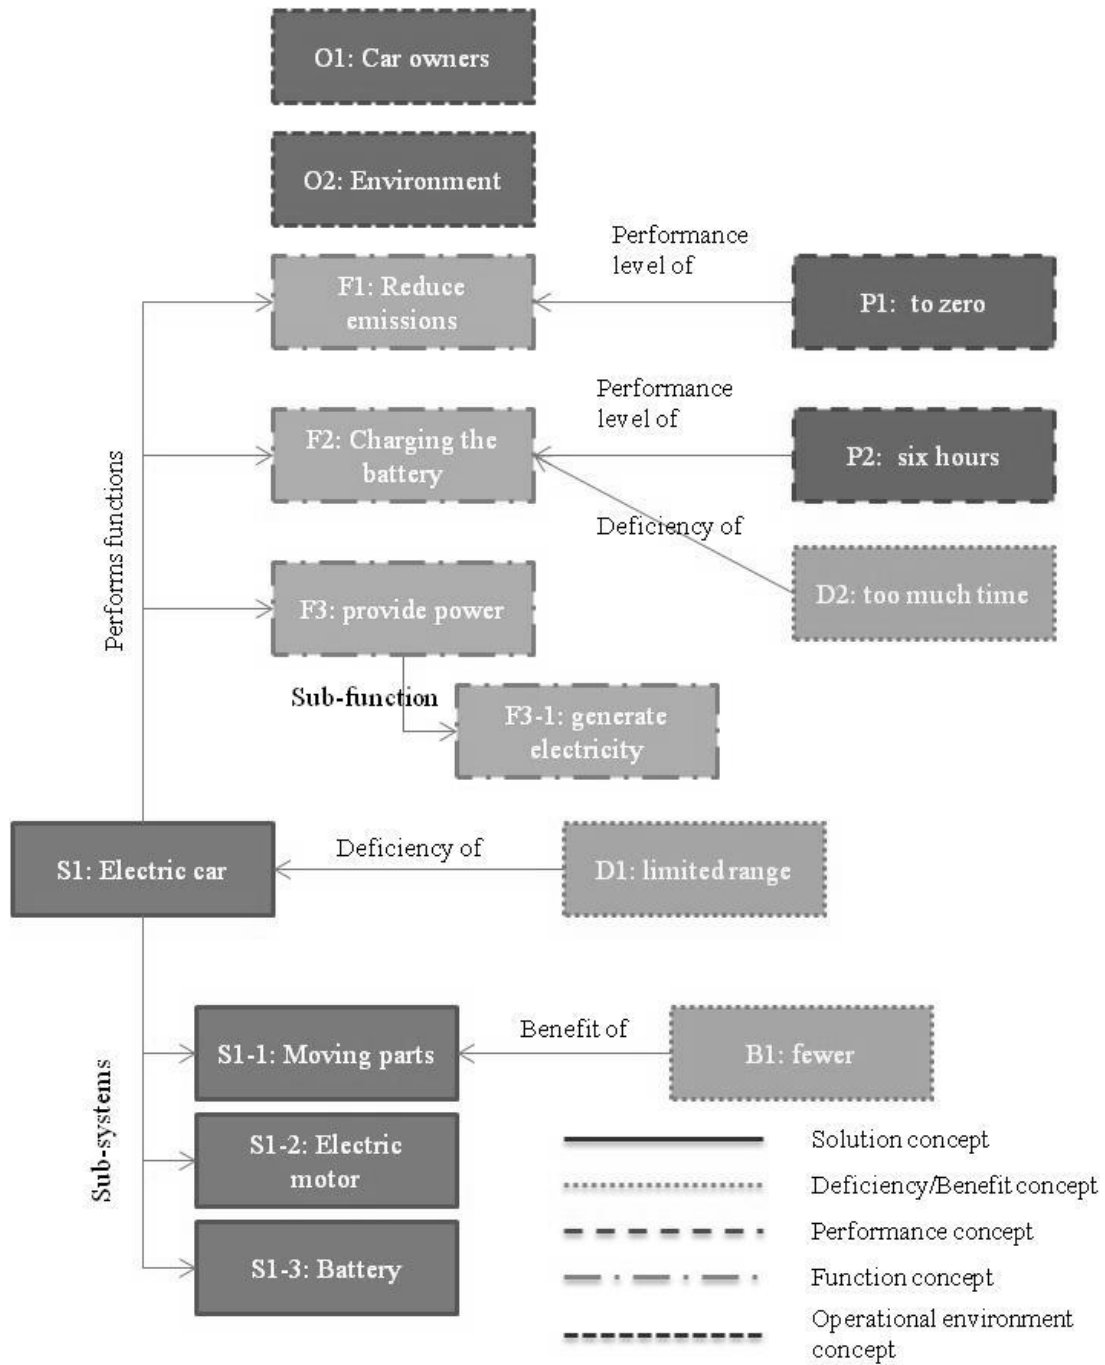 O1: Car owners
O2: Environment
Performance
level of
F1: Reduce
emissions
P1: to zero
Performance
level of
F2: Charging the
battery
P2: six hours
Deficiency of
D2: too much time
Performs functions
F3: provide power
Sub-function
F3-1: generate
electricity
S1: Electric car
Deficiency of
D1: limited range
Sub-systems
S1-1: Moving parts
Benefit of
B1: fewer
S1-2: Electric
motor
S1-3: Battery
Solution concept
Deficiency/Benefit concept
Performance concept
Function concept
Operational environment
concept